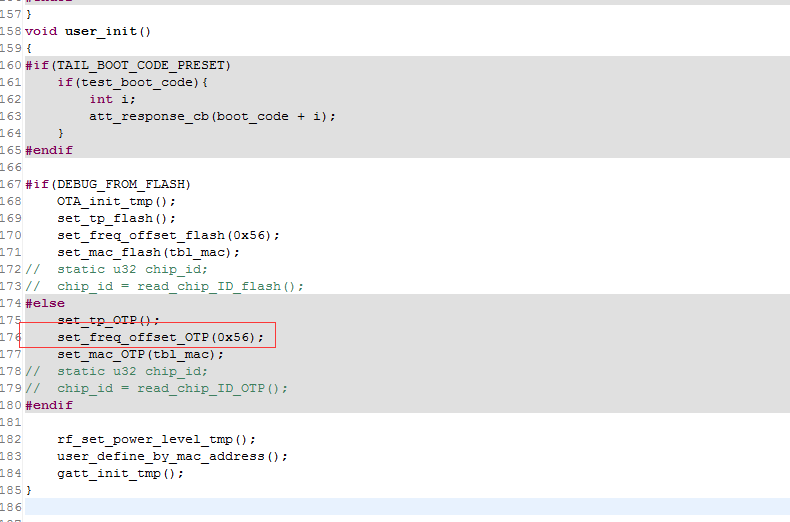 157 }
158 void user_init()
159 {
160 #if(TAIL_BOOT_CODE_PRESET)
161     if(test_boot_code){
162         int i;
163         att_response_cb(boot_code + i);
164     }
165 #endif
166
167 #if(DEBUG_FROM_FLASH)
168     OTA_init_tmp();
169     set_tp_flash();
170     set_freq_offset_flash(0x56);
171     set_mac_flash(tbl_mac);
172 //  static u32 chip_id;
173 //  chip_id = read_chip_ID_flash();
174 #else
175     set_tp_OTP();
176     set_freq_offset_OTP(0x56);
177     set_mac_OTP(tbl_mac);
178 //  static u32 chip_id;
179 //  chip_id = read_chip_ID_OTP();
180 #endif
181
182     rf_set_power_level_tmp();
183     user_define_by_mac_address();
184     gatt_init_tmp();
185 }
186